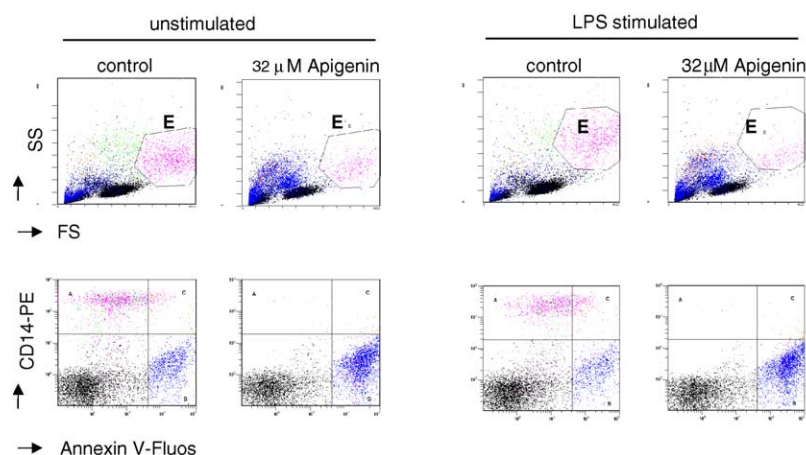 unstimulated
LPS stimulated
control
32 μM Apigenin
control
32μM Apigenin
SS
E
E
E
E
FS
CD14-PE
A
C
D
A
C
A
C
A
C
Annexin V-Fluos